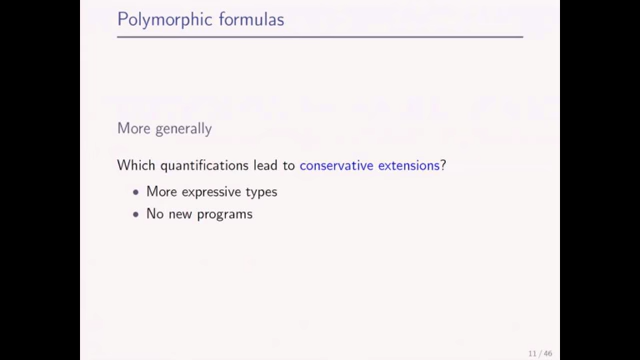 Polymorphic formulas
More generally
Which quantifications lead to conservative extensions?
• More expressive types
• No new programs
11 / 46